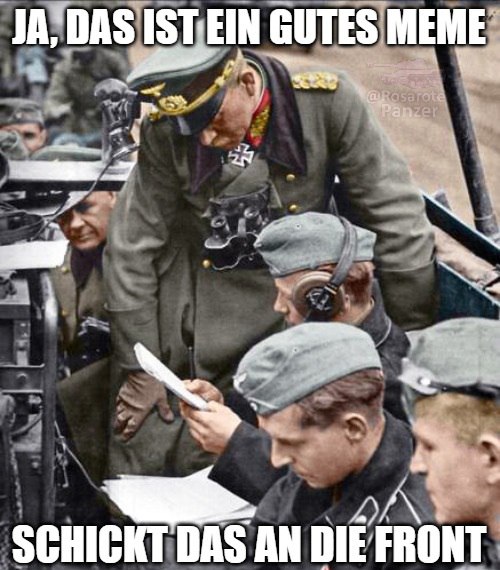 JA, DAS IST EIN GUTES MEME
@Rosarote
Panzer
SCHICKT DAS AN DIE FRONT